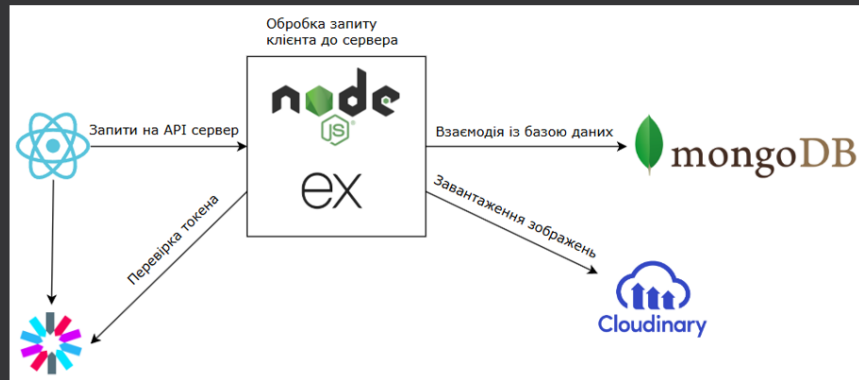 Обробка запиту
клієнта до сервера
node
JS
ex
Запити на API сервер
Взаємодія із базою даних
mongoDB
Перевірка токена
Завантаження зображень
Cloudinary